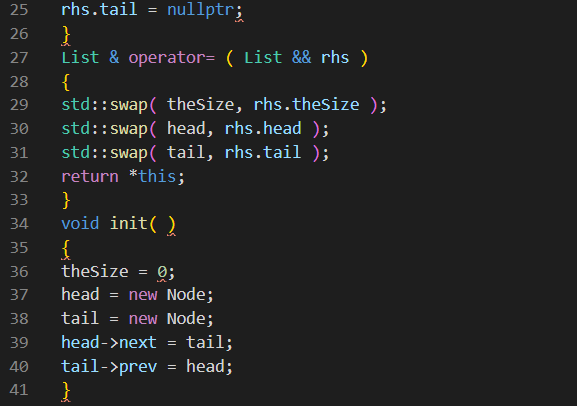 25 rhs.tail = nullptr;
26 }
27 List & operator= ( List && rhs )
28 {
29 std::swap( theSize, rhs.theSize );
30 std::swap( head, rhs.head );
31 std::swap( tail, rhs.tail );
32 return *this;
33 }
34 void init( )
35 {
36 theSize = 0;
37 head = new Node;
38 tail = new Node;
39 head->next = tail;
40 tail->prev = head;
41 }